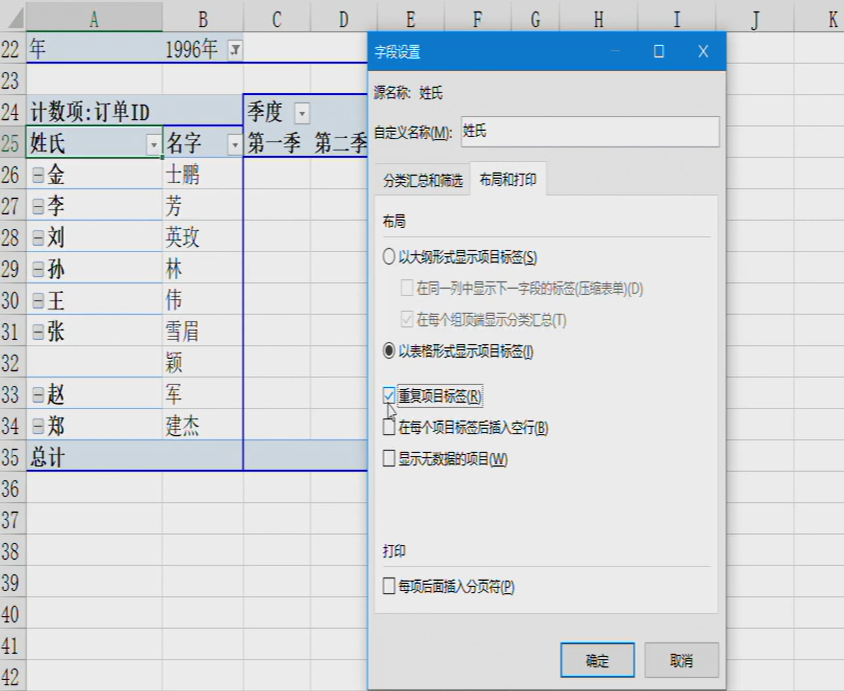 A B C D E F G H I J K
22 年 1996年
23
24 计数项:订单ID 季度
25 姓氏 名字 第一季 第二季
26 金 士鹏
27 李 芳
28 刘 英玫
29 孙 林
30 王 伟
31 张 雪眉
32 颖
33 赵 军
34 郑 建杰
35 总计
36
37
38
39
40
41
42
字段设置
源名称: 姓氏
自定义名称(M): 姓氏
分类汇总和筛选 布局和打印
布局
以大纲形式显示项目标签(S)
在同一列中显示下一字段的标签(压缩表单)(D)
在每个组顶端显示分类汇总(T)
以表格形式显示项目标签(I)
重复项目标签(R)
在每个项目标签后插入空行(B)
显示无数据的项目(W)
打印
每项后面插入分页符(P)
确定 取消